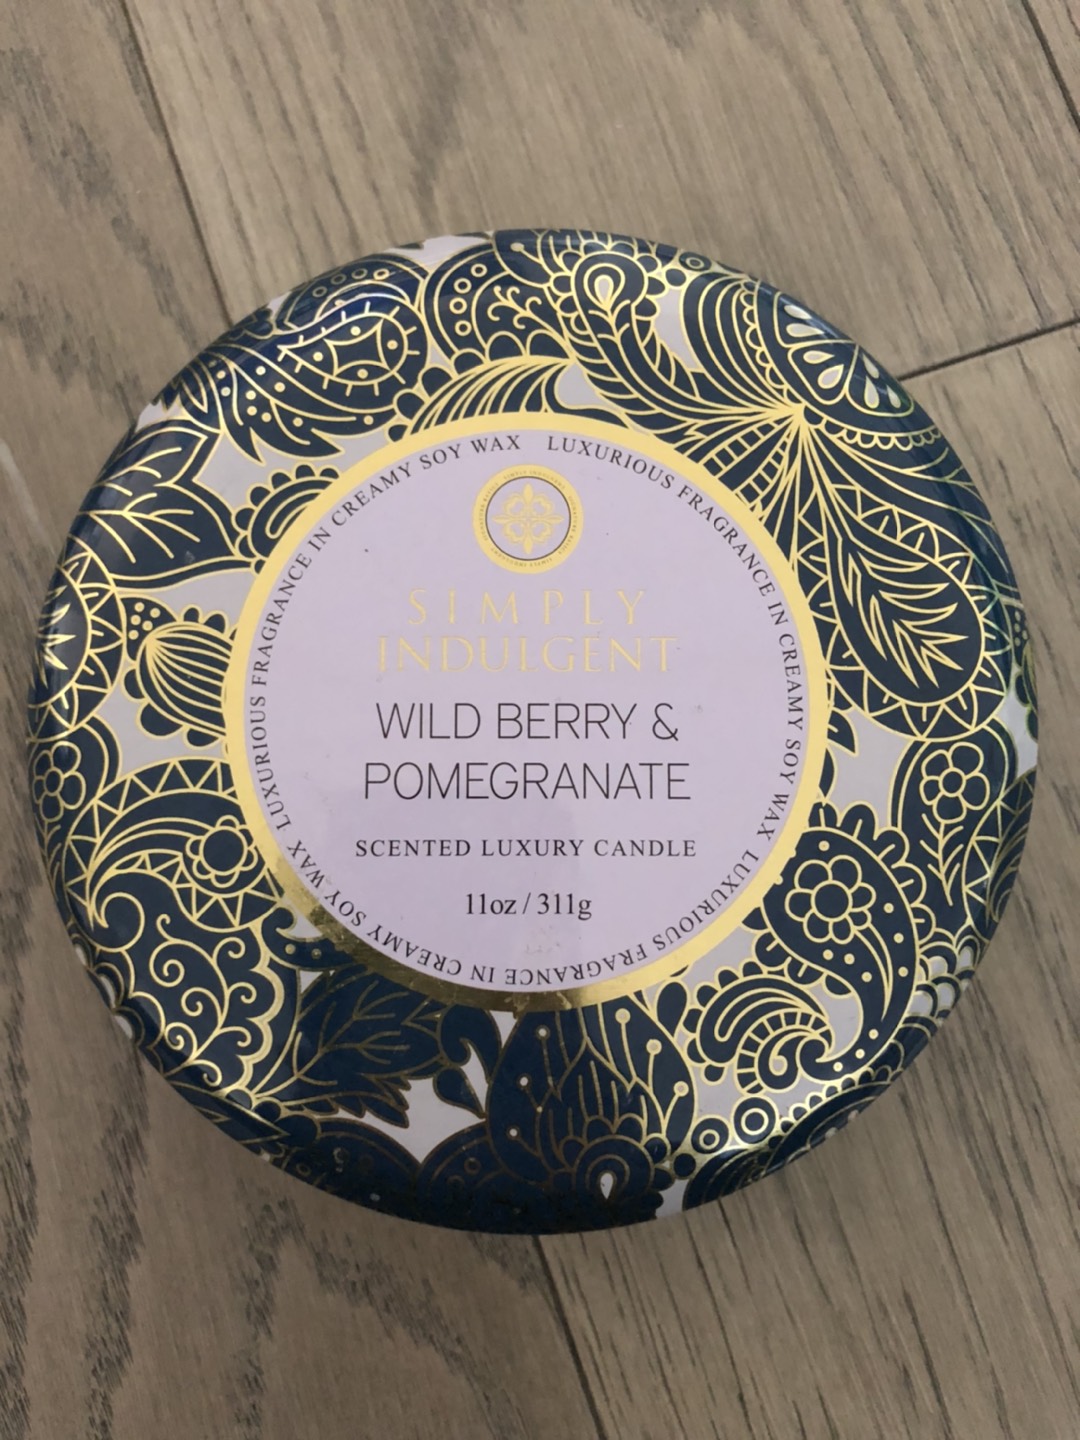 LUXURIOUS FRAGRANCE IN CREAMY SOY WAX LUXURIOUS FRAGRANCE IN CREAMY SOY WAX LUXURIOUS FRAGRANCE IN CREAMY SOY WAX
SIMPLY
INDULGENT
WILD BERRY &
POMEGRANATE
SCENTED LUXURY CANDLE
11oz / 311g